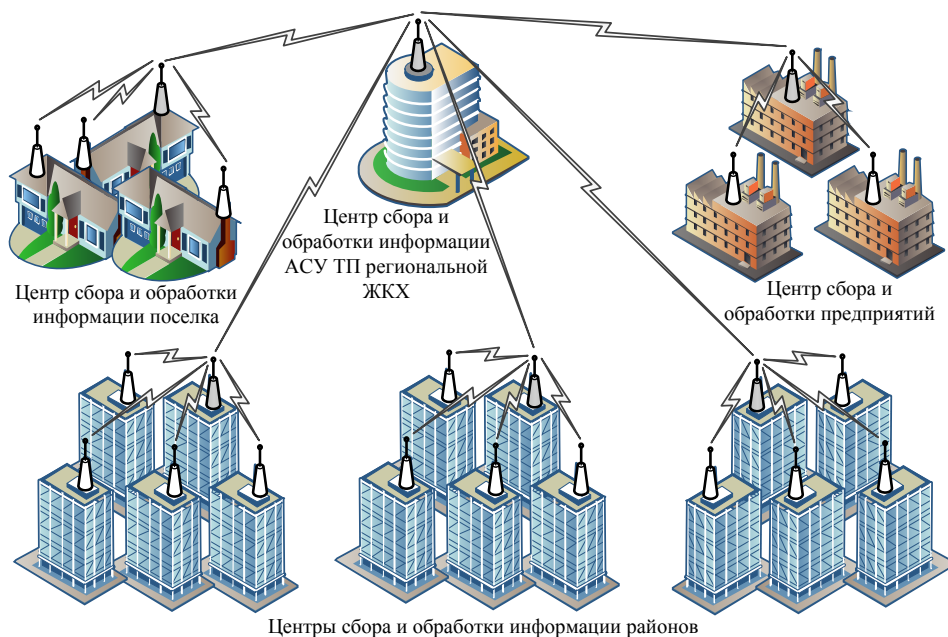 Центр сбора и
обработки информации
АСУ ТП региональной
ЖКХ
Центр сбора и обработки
информации поселка
Центр сбора и
обработки предприятий
Центры сбора и обработки информации районов